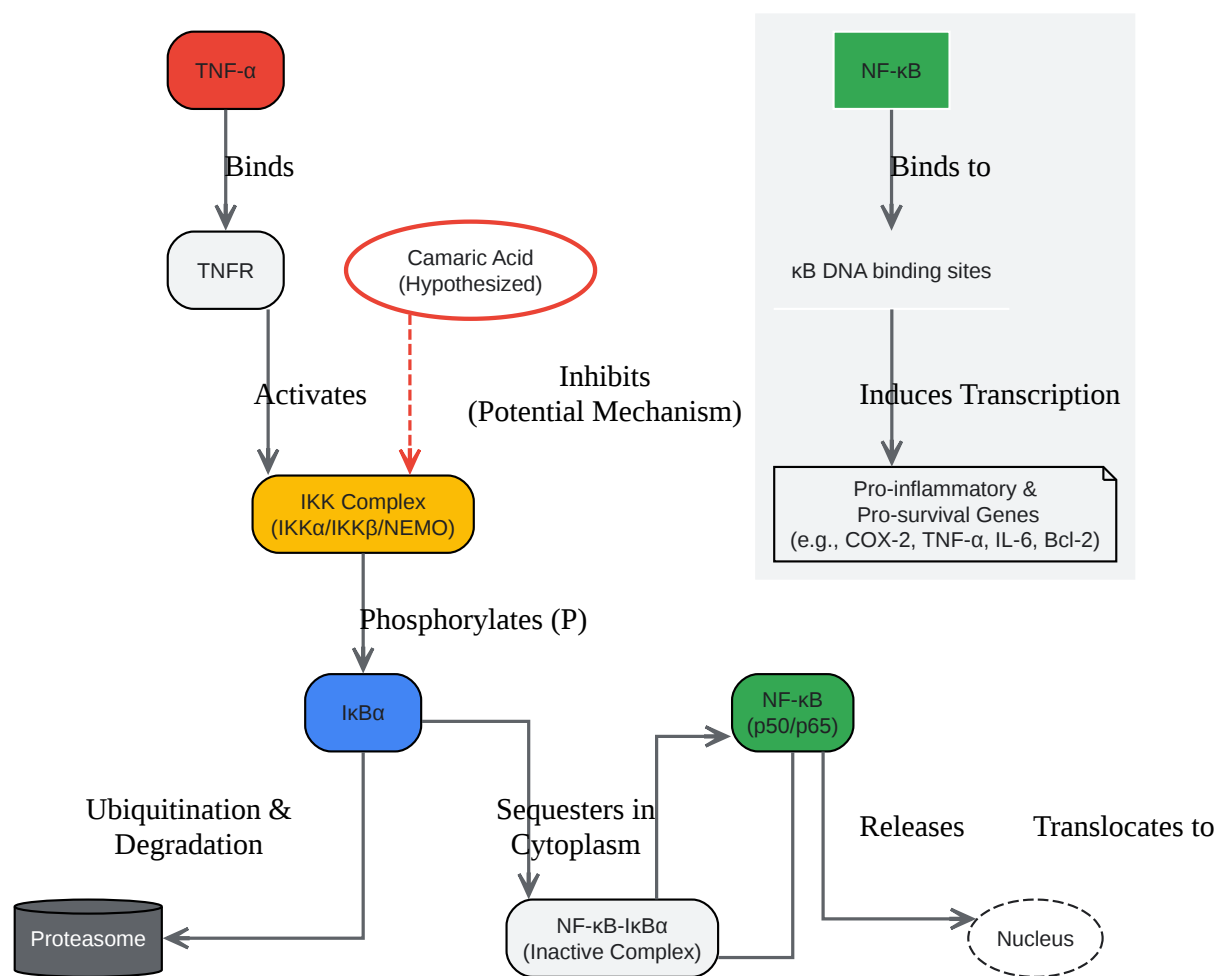 TNF-α
NF-κB
Binds
Binds to
TNFR
Camaric Acid
(Hypothesized)
κB DNA binding sites
Activates
Inhibits
(Potential Mechanism)
Induces Transcription
IKK Complex
(IKKα/IKKβ/NEMO)
Pro-inflammatory &
Pro-survival Genes
(e.g., COX-2, TNF-α, IL-6, Bcl-2)
Phosphorylates (P)
IκBα
NF-κB
(p50/p65)
Ubiquitination &
Degradation
Sequesters in
Cytoplasm
Releases
Translocates to
Proteasome
NF-κB-IκBα
(Inactive Complex)
Nucleus